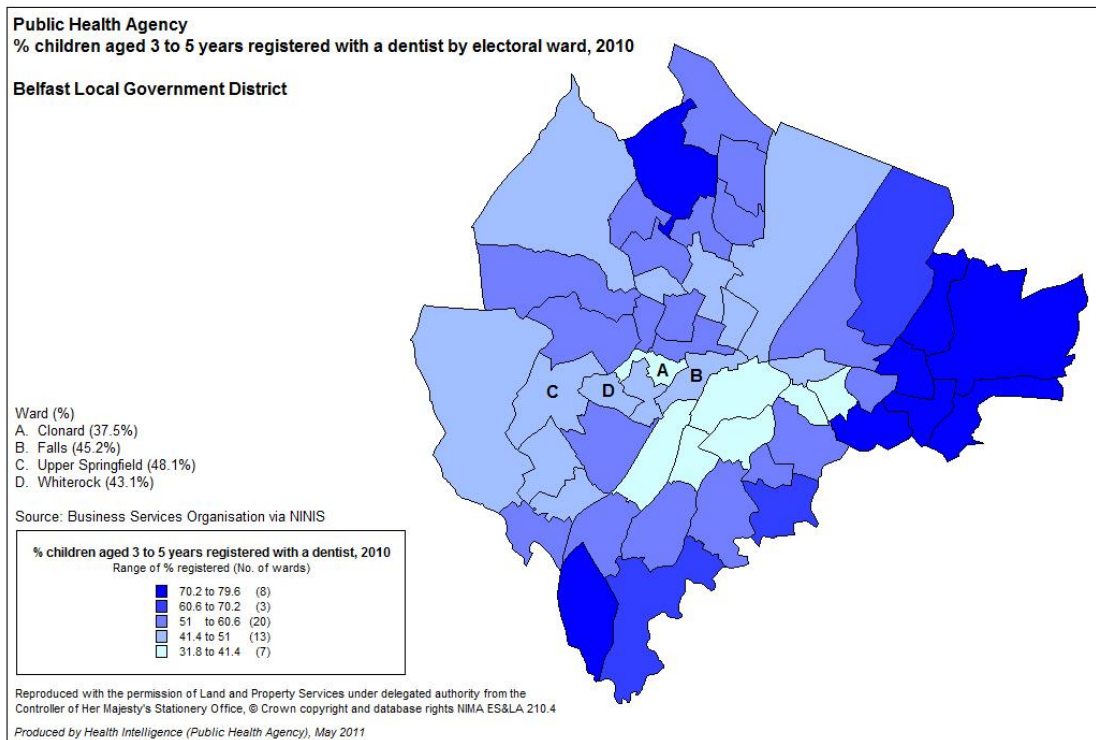 Public Health Agency
% children aged 3 to 5 years registered with a dentist by electoral ward, 2010
Belfast Local Government District
A
B
C
D
Ward (%)
A. Clonard (37.5%)
B. Falls (45.2%)
C. Upper Springfield (48.1%)
D. Whiterock (43.1%)
Source: Business Services Organisation via NINIS
% children aged 3 to 5 years registered with a dentist, 2010
Range of % registered (No. of wards)
70.2 to 79.6 (8)
60.6 to 70.2 (3)
51 to 60.6 (20)
41.4 to 51 (13)
31.8 to 41.4 (7)
Reproduced with the permission of Land and Property Services under delegated authority from the
Controller of Her Majesty's Stationery Office, © Crown copyright and database rights NIMA ES&LA 210.4
Produced by Health Intelligence (Public Health Agency), May 2011